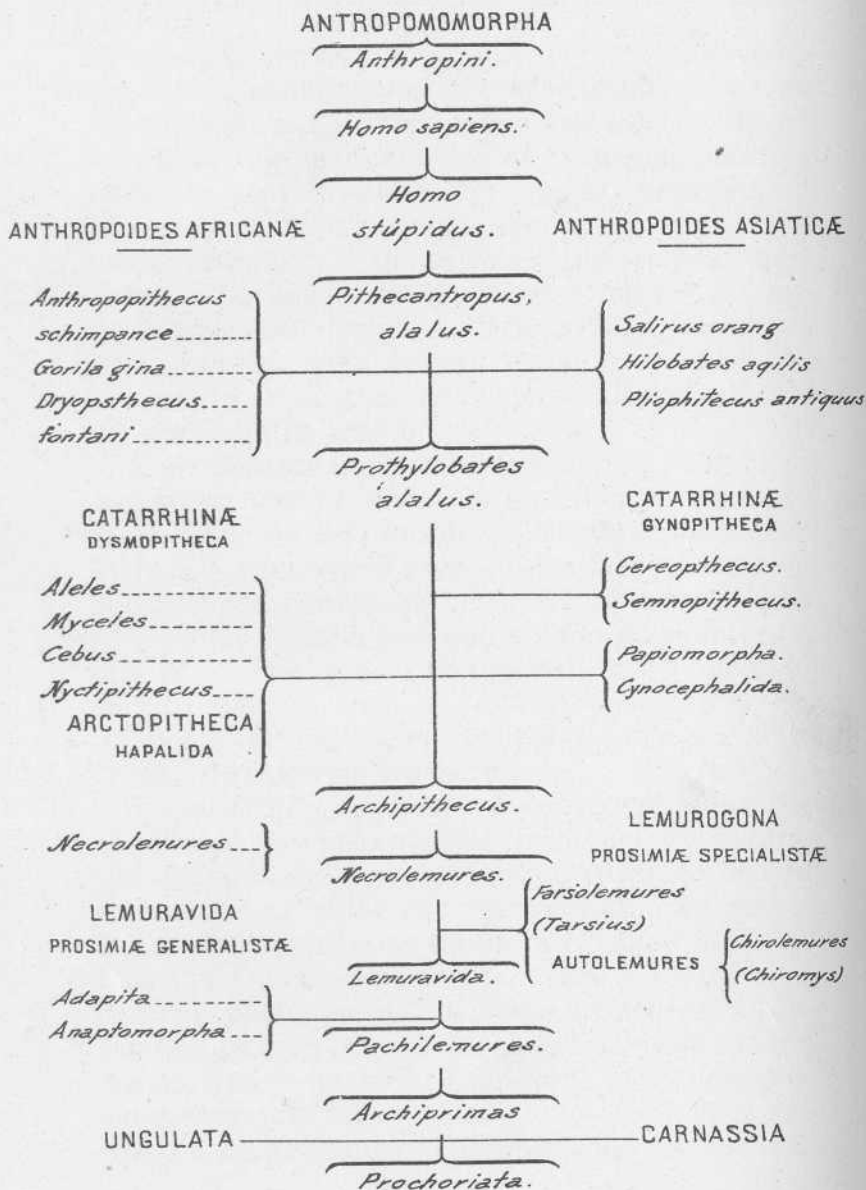 ANTROPOMOMORPHA
Anthropini.
Homo sapiens.
Homo
stúpidus.
ANTHROPOIDES AFRICANÆ
ANTHROPOIDES ASIATICÆ
Anthropopithecus
schimpance
Gorila gina
Dryopsthecus
fontani
Pithecantropus,
alalus.
Salirus orang
Hilobates agilis
Pliophitecus antiquus
Prothylobates
alalus.
CATARRHINÆ
DYSMOPITHECA
CATARRHINÆ
GYNOPITHECA
Aleles
Myceles
Cebus
Nyctipithecus
ARCTOPITHECA
HAPALIDA
Cereopthecus.
Semnopithecus.
Papiomorpha.
Cynocephalida.
Archipithecus.
Necrolenures
Necrolemures.
LEMUROGONA
PROSIMIÆ SPECIALISTÆ
Farsolemures
(Tarsius)
AUTOLEMURES
Chirolemures
(Chiromys)
LEMURAVIDA
PROSIMIÆ GENERALISTÆ
Lemuravida.
Adapita
Anaptomorpha
Pachilemures.
Archiprimas
UNGULATA
CARNASSIA
Prochoriata.